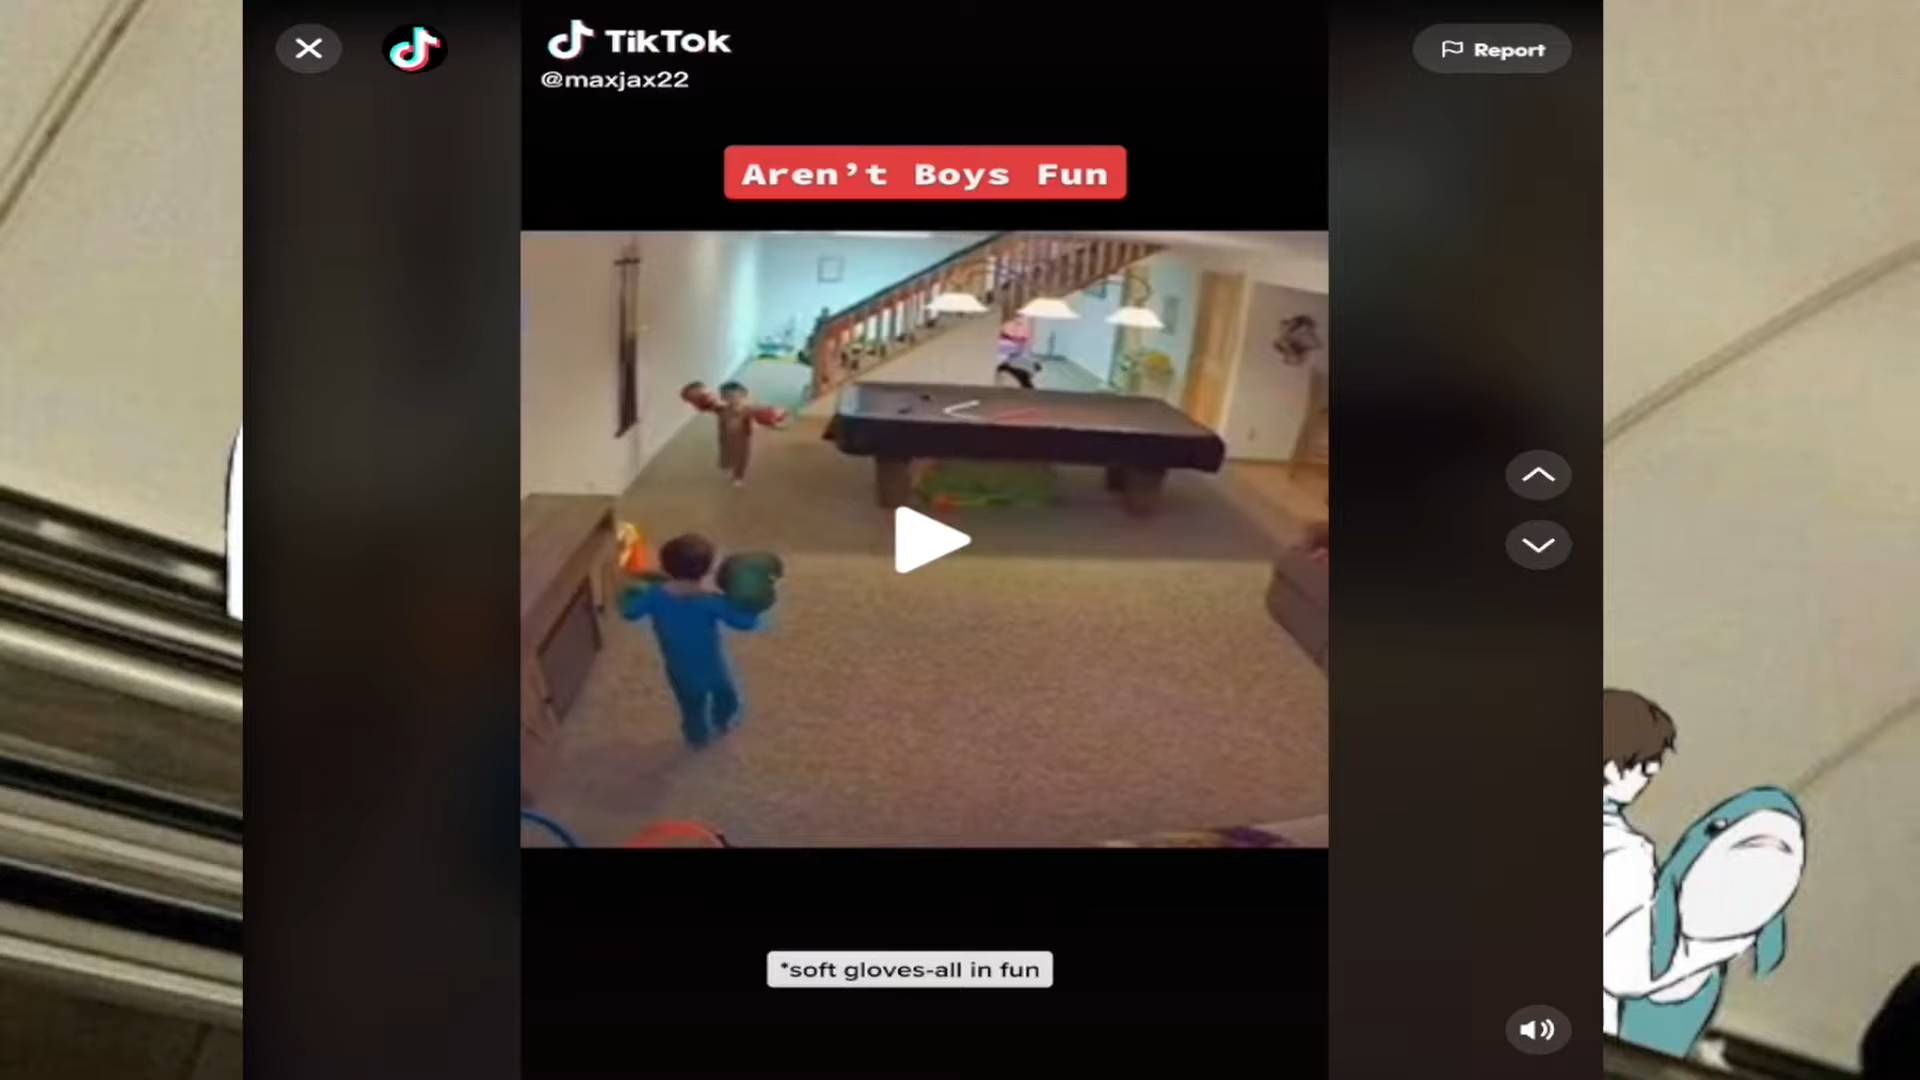 TikTok
@maxjax22
Report
Aren't Boys Fun
*soft gloves-all in fun